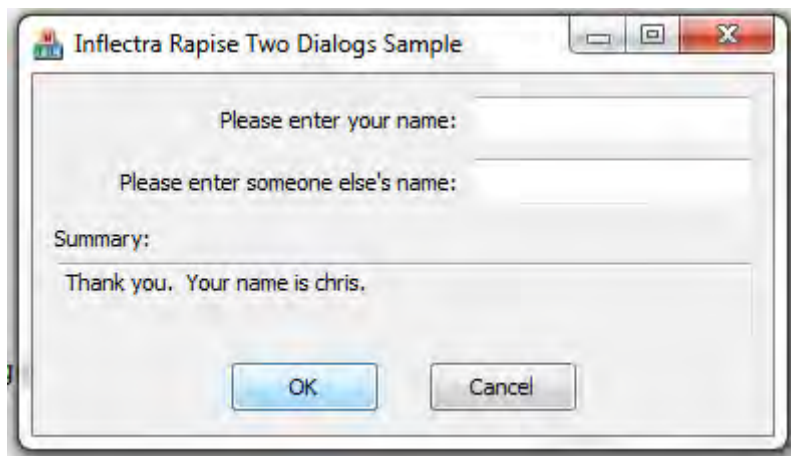 Inflectra Rapise Two Dialogs Sample
Please enter your name:
Please enter someone else's name:
Summary:
Thank you.  Your name is chris.
OK Cancel